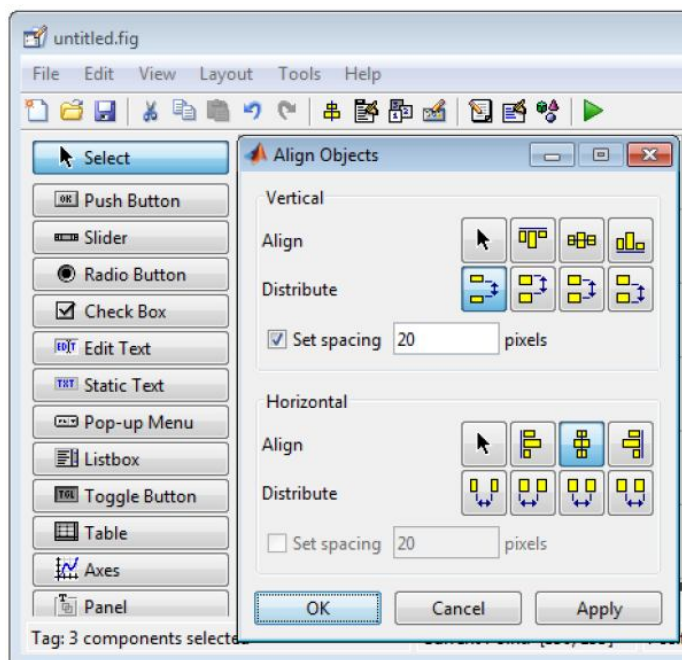 untitled.fig
File Edit View Layout Tools Help
Select
Push Button
Slider
Radio Button
Check Box
Edit Text
Static Text
Pop-up Menu
Listbox
Toggle Button
Table
Axes
Panel
Align Objects
Vertical
Align
Distribute
Set spacing 20 pixels
Horizontal
Align
Distribute
Set spacing 20 pixels
OK Cancel Apply
Tag: 3 components selected